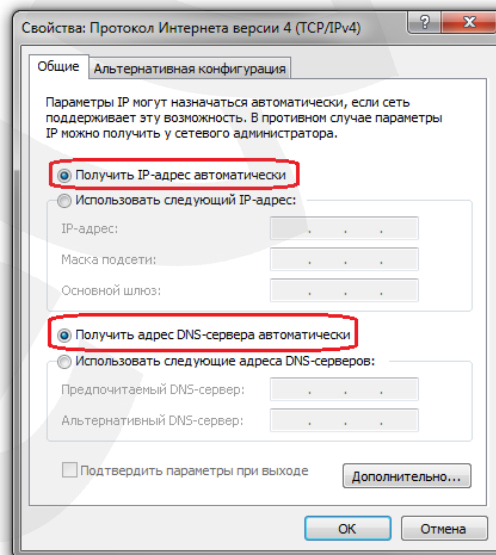 Свойства: Протокол Интернета версии 4 (TCP/IPv4)
Общие
Альтернативная конфигурация
Параметры IP могут назначаться автоматически, если сеть
поддерживает эту возможность. В противном случае параметры
IP можно получить у сетевого администратора.
Получить IP-адрес автоматически
Использовать следующий IP-адрес:
IP-адрес:
Маска подсети:
Основной шлюз:
Получить адрес DNS-сервера автоматически
Использовать следующие адреса DNS-серверов:
Предпочитаемый DNS-сервер:
Альтернативный DNS-сервер:
Подтвердить параметры при выходе
Дополнительно...
ОК
Отмена